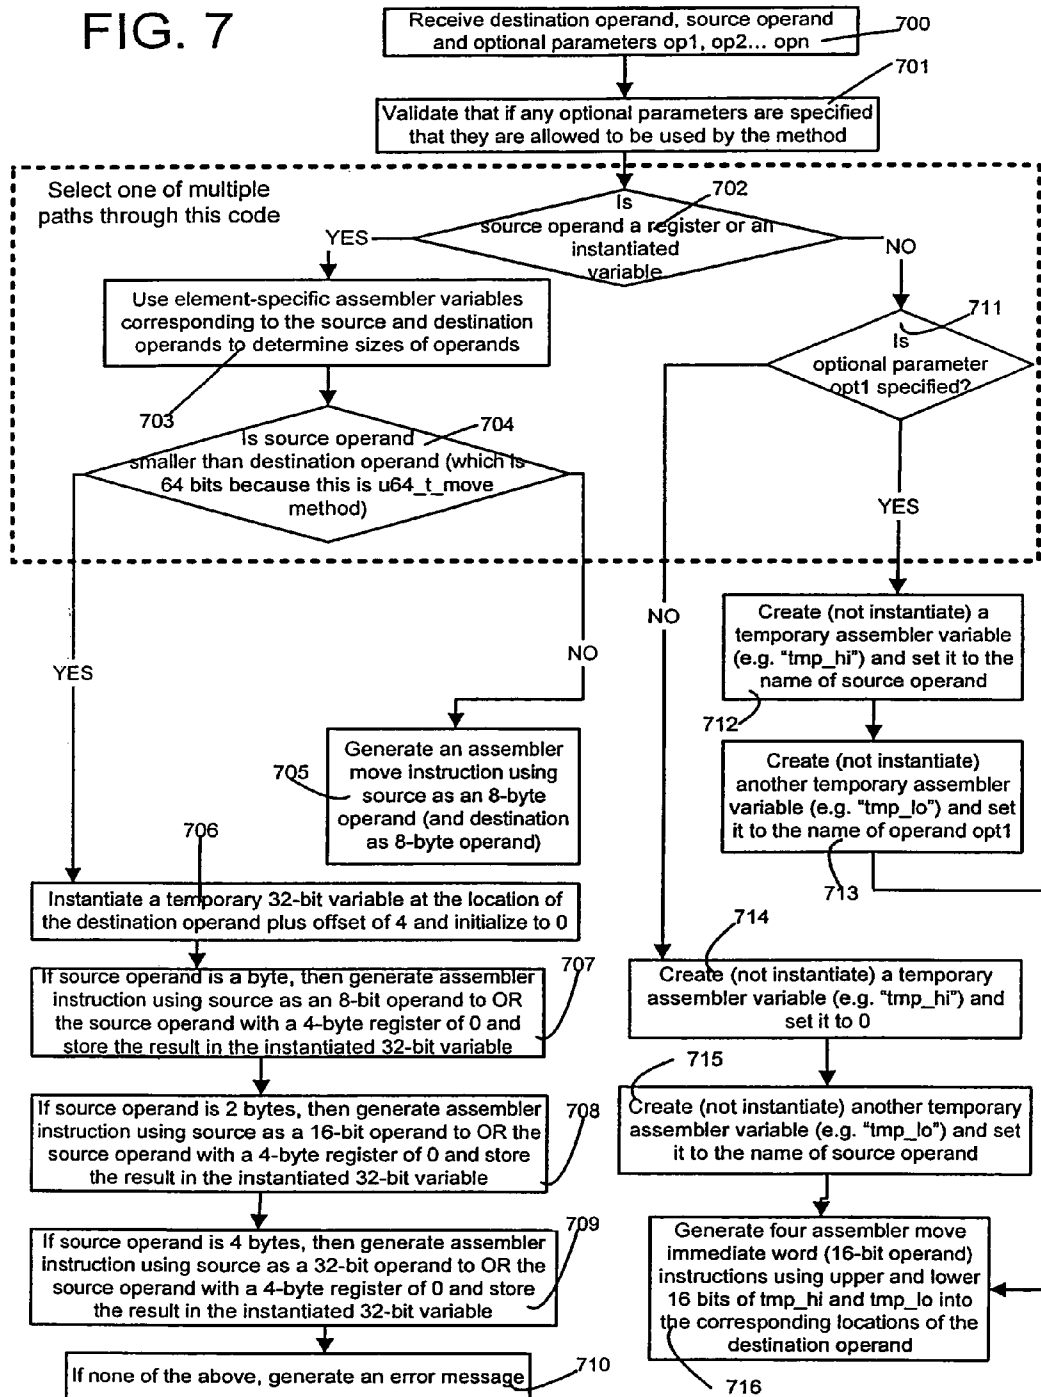 FIG. 7
Receive destination operand, source operand
and optional parameters op1, op2... opn
700
701
Validate that if any optional parameters are specified
that they are allowed to be used by the method
Select one of multiple
paths through this code
702
Is
source operand a register or an
instantiated
variable
YES
NO
Use element-specific assembler variables
corresponding to the source and destination
operands to determine sizes of operands
703
711
Is
optional parameter
opt1 specified?
704
Is source operand
smaller than destination operand (which is
64 bits because this is u64_t_move
method)
YES
NO
YES
NO
Create (not instantiate) a
temporary assembler variable
(e.g. "tmp_hi") and set it to the
name of source operand
712
705
Generate an assembler
move instruction using
source as an 8-byte
operand (and destination
as 8-byte operand)
Create (not instantiate)
another temporary assembler
variable (e.g. "tmp_lo") and set
it to the name of operand opt1
713
706
Instantiate a temporary 32-bit variable at the location of
the destination operand plus offset of 4 and initialize to 0
714
Create (not instantiate) a temporary
assembler variable (e.g. "tmp_hi") and
set it to 0
707
If source operand is a byte, then generate assembler
instruction using source as an 8-bit operand to OR
the source operand with a 4-byte register of 0 and
store the result in the instantiated 32-bit variable
715
Create (not instantiate) another temporary
assembler variable (e.g. "tmp_lo") and set
it to the name of source operand
If source operand is 2 bytes, then generate assembler
instruction using source as a 16-bit operand to OR the
source operand with a 4-byte register of 0 and store
the result in the instantiated 32-bit variable
708
709
If source operand is 4 bytes, then generate assembler
instruction using source as a 32-bit operand to OR the
source operand with a 4-byte register of 0 and store
the result in the instantiated 32-bit variable
Generate four assembler move
immediate word (16-bit operand)
instructions using upper and lower
16 bits of tmp_hi and tmp_lo into
the corresponding locations of the
destination operand
716
If none of the above, generate an error message
710